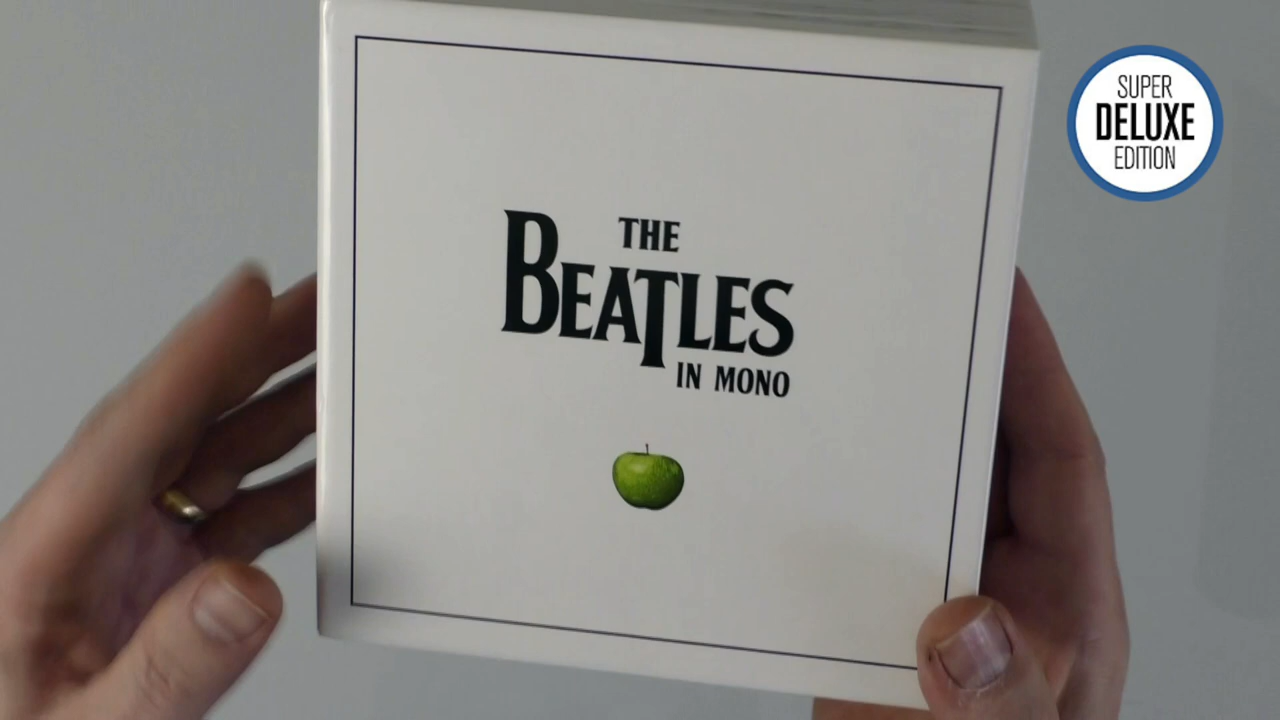 THE
BEATLES
IN MONO
SUPER
DELUXE
EDITION